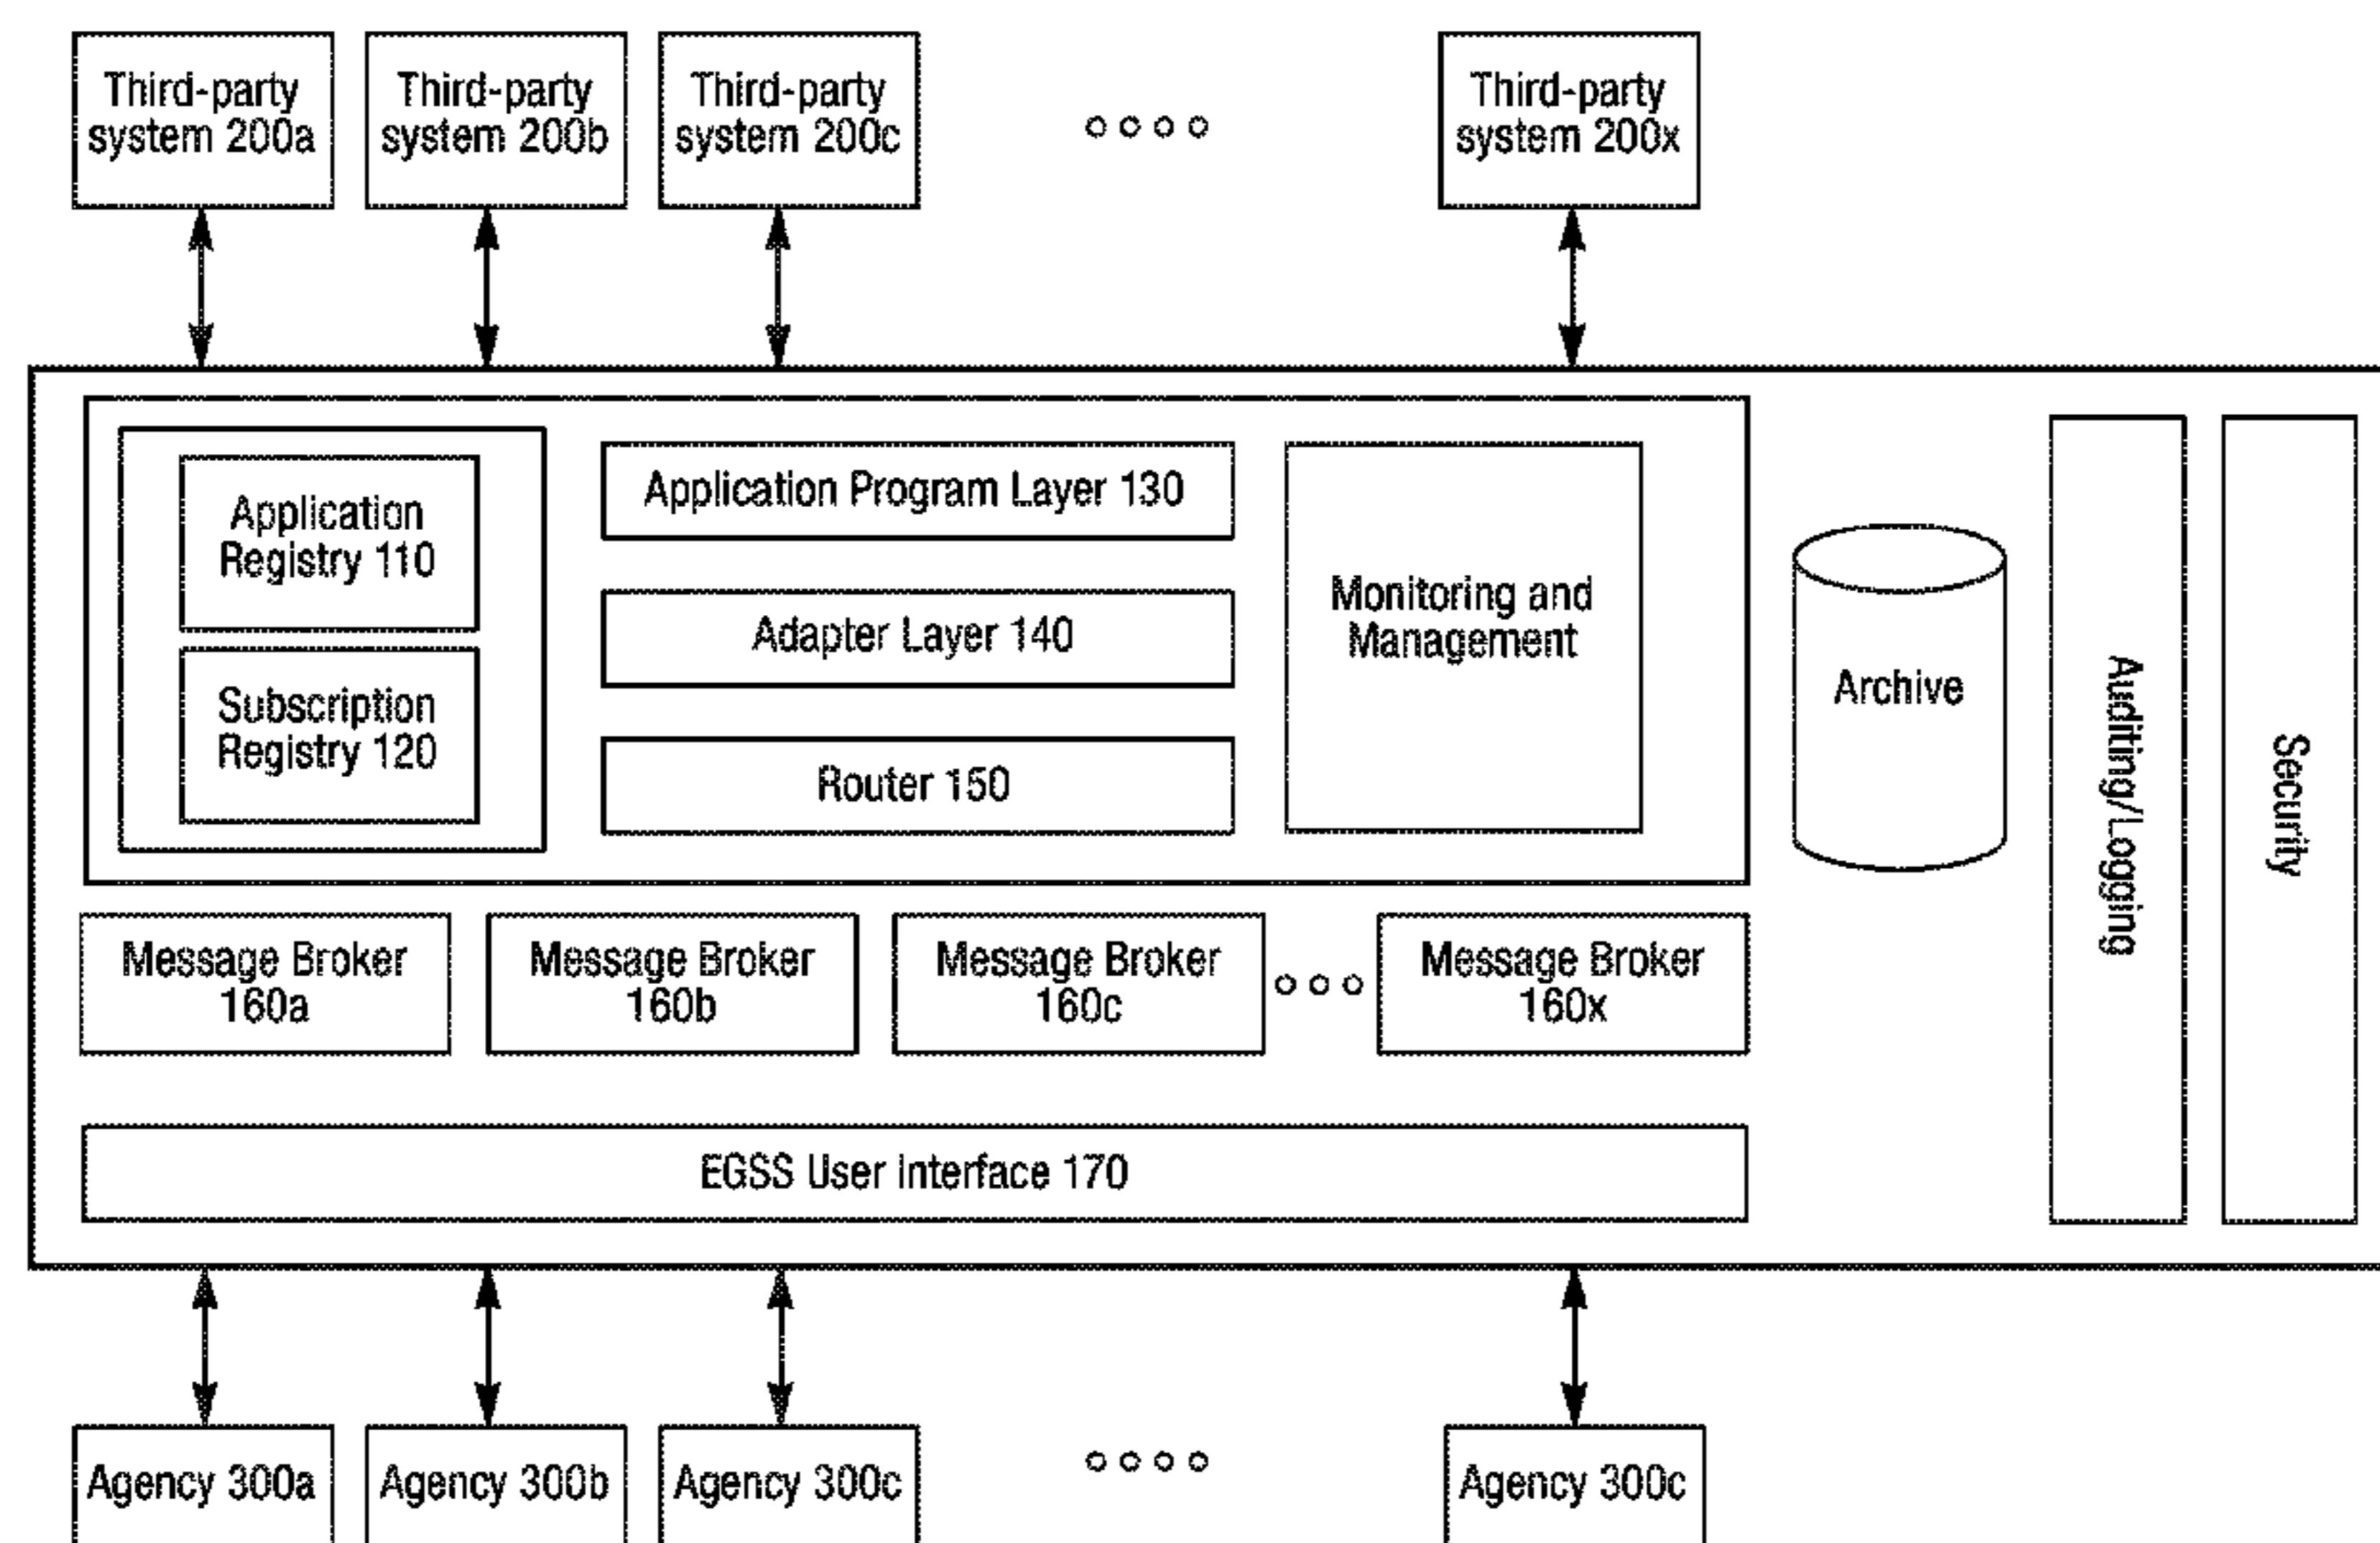 Third-party
system 200a
Third-party
system 200b
Third-party
system 200c
Third-party
system 200x
Application
Registry 110
Subscription
Registry 120
Application Program Layer 130
Adapter Layer 140
Router 150
Monitoring and
Management
Archive
Auditing/Logging
Security
Message Broker
160a
Message Broker
160b
Message Broker
160c
Message Broker
160x
EGSS User interface 170
Agency 300a
Agency 300b
Agency 300c
Agency 300c